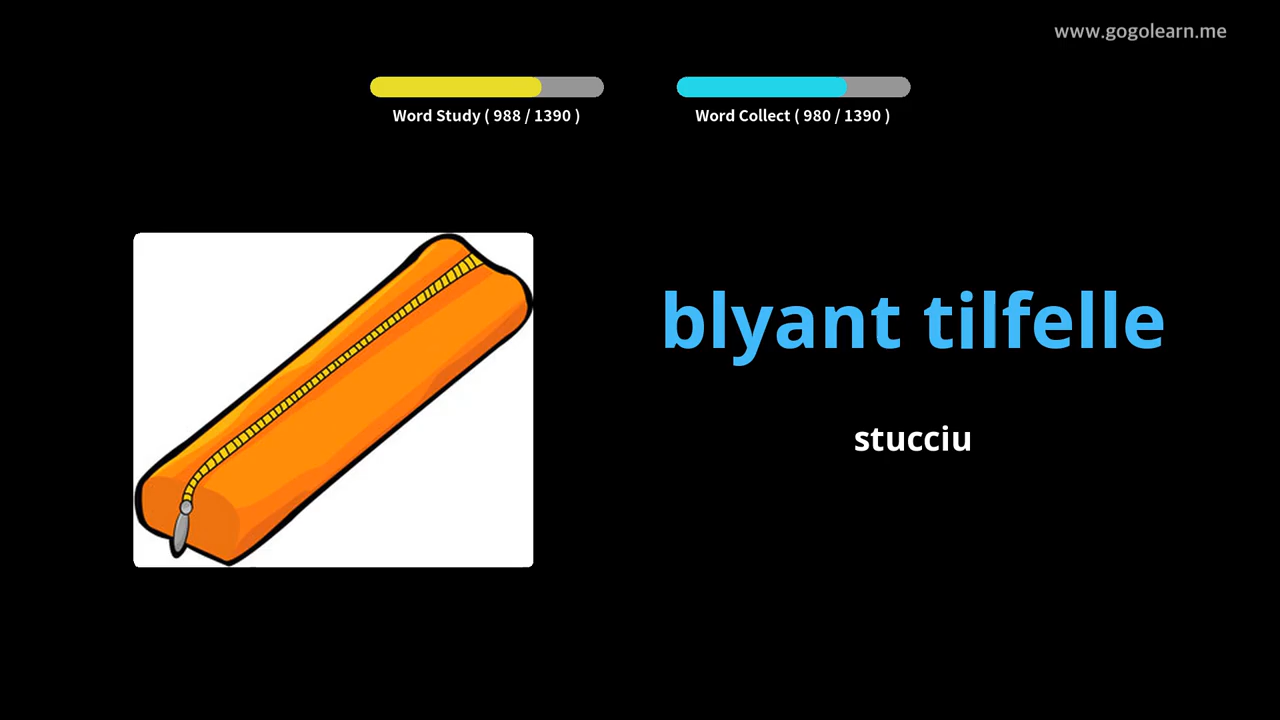 www.gogolearn.me
Word Study ( 988 / 1390 )
Word Collect ( 980 / 1390 )
blyant tilfelle
stucciu